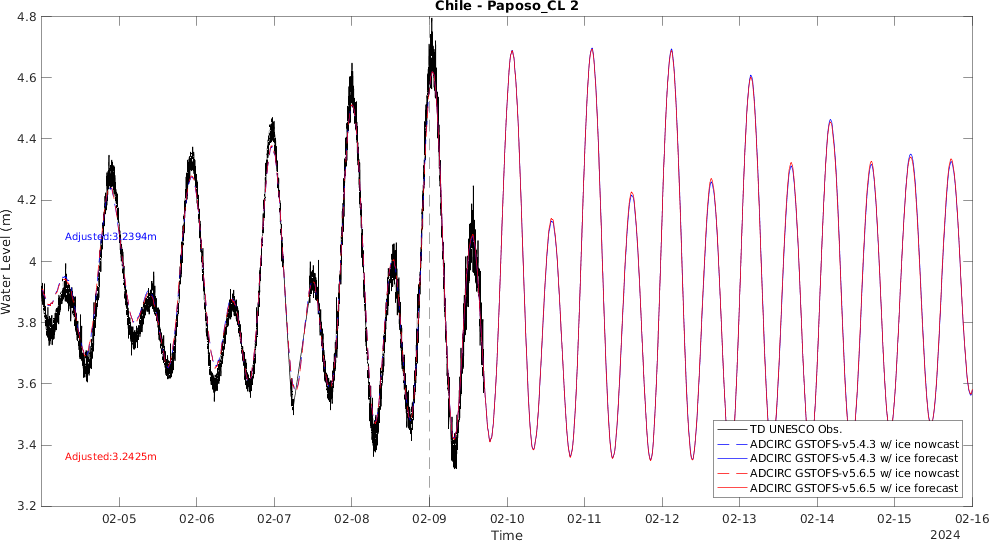 Chile - Paposo_CL 2
4.8
4.6
4.4
4.2
4
3.8
3.6
3.4
3.2
Water Level (m)
Adjusted:3.2394m
Adjusted:3.2425m
TD UNESCO Obs.
ADCIRC GSTOFS-v5.4.3 w/ ice nowcast
ADCIRC GSTOFS-v5.4.3 w/ ice forecast
ADCIRC GSTOFS-v5.6.5 w/ ice nowcast
ADCIRC GSTOFS-v5.6.5 w/ ice forecast
02-05 02-06 02-07 02-08 02-09 02-10 02-11 02-12 02-13 02-14 02-15 02-16
Time
2024